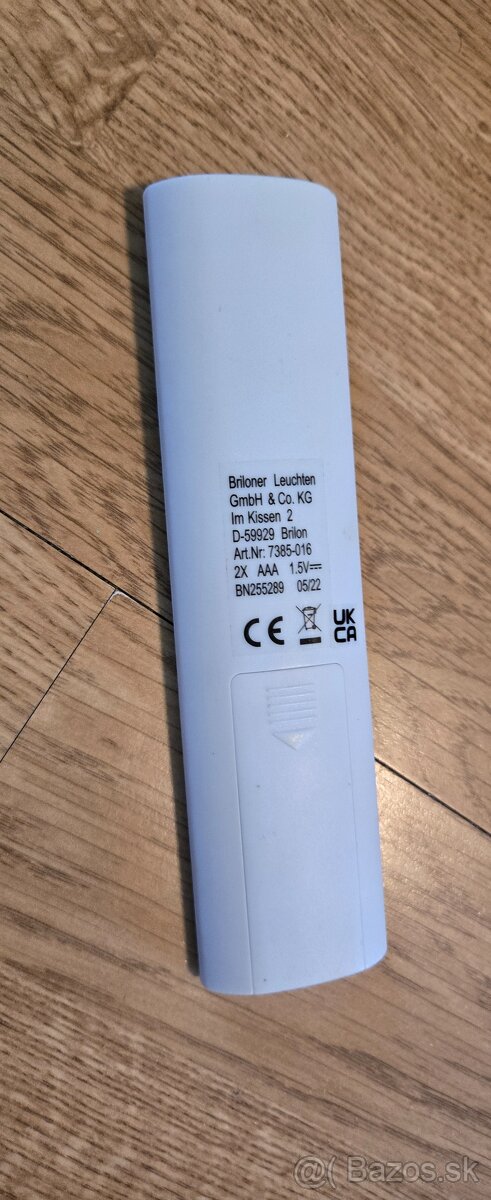 Briloner Leuchten
GmbH & Co. KG
Im Kissen 2
D-59929 Brilon
Art.Nr: 7385-016
2X AAA 1.5V⎓
BN255289 05/22
CE UK
CA
@( Bazos.sk